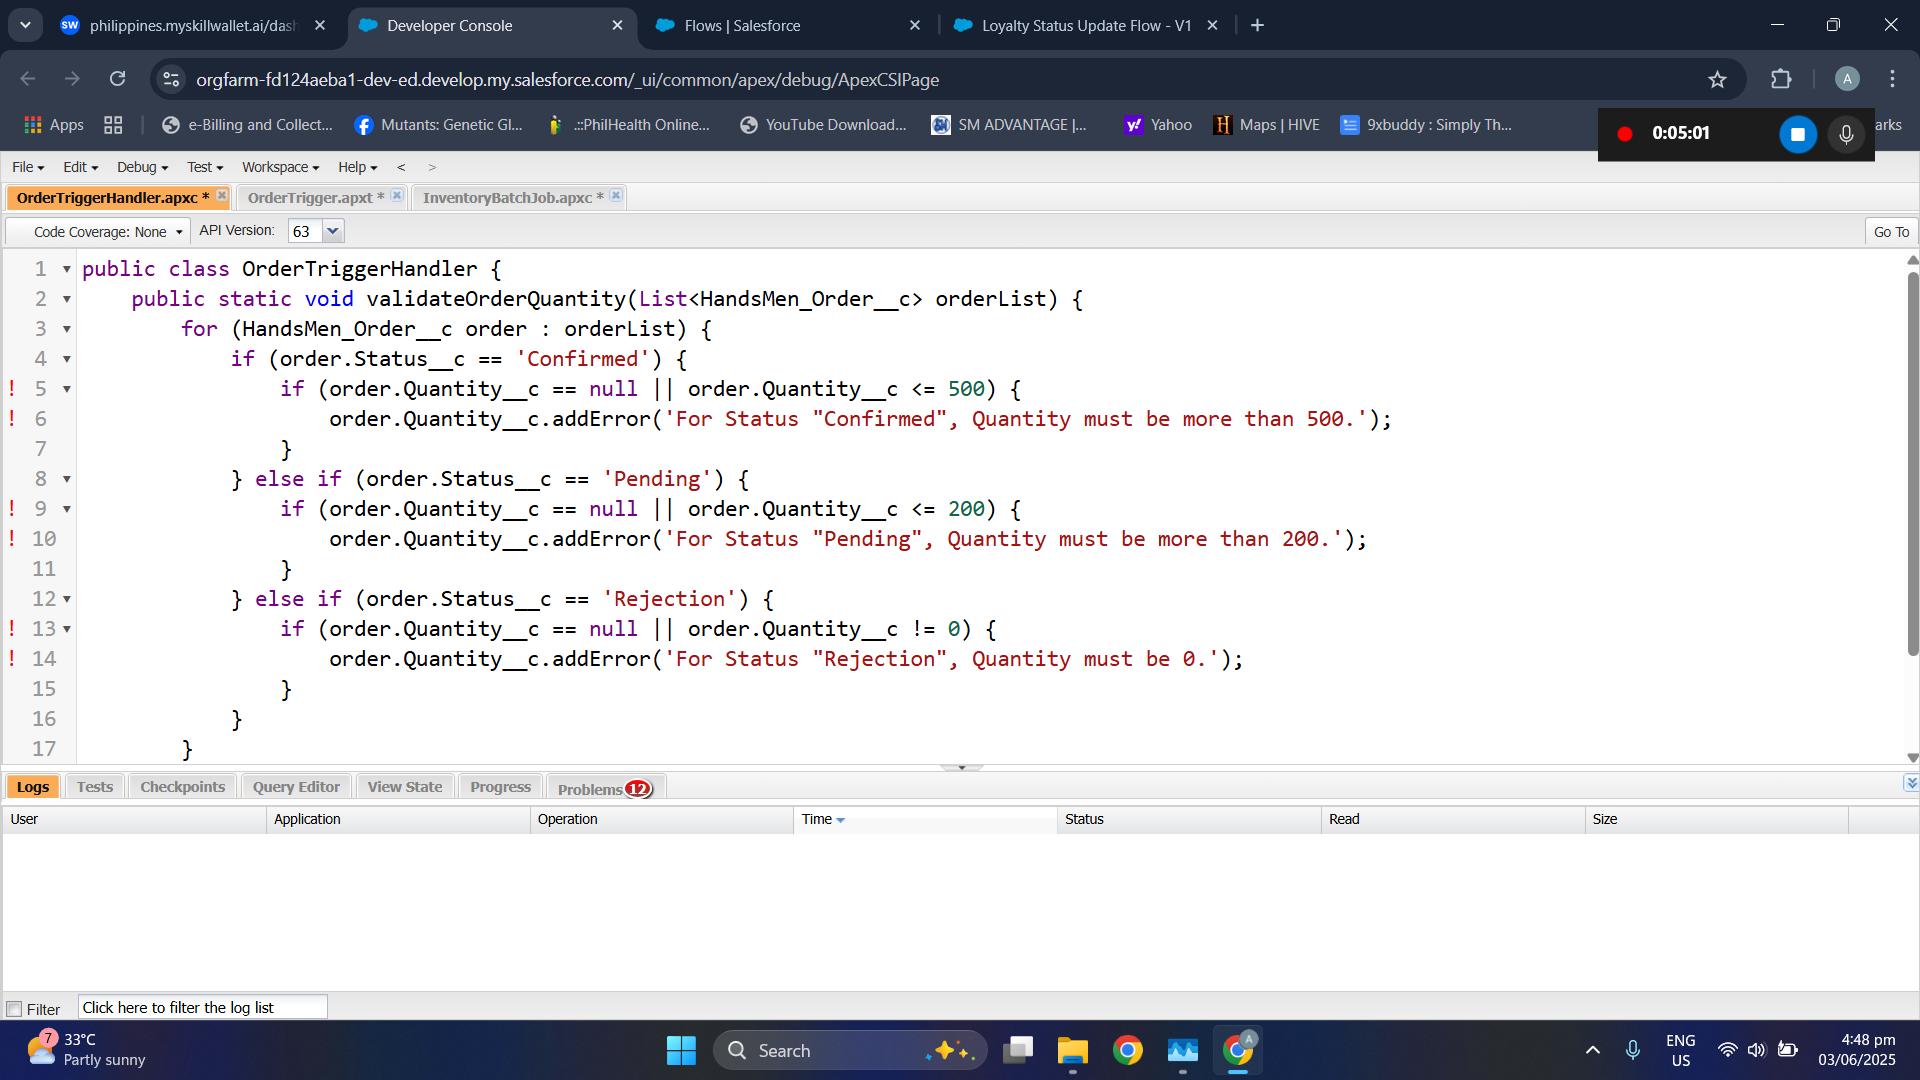 philippines.myskillwallet.ai/dash
Developer Console
Flows | Salesforce
Loyalty Status Update Flow - V1
orgfarm-fd124aeba1-dev-ed.develop.my.salesforce.com/_ui/common/apex/debug/ApexCSIPage
A
Apps
e-Billing and Collect...
Mutants: Genetic Gl...
.::PhilHealth Online...
YouTube Download...
SM ADVANTAGE |...
Yahoo
Maps | HIVE
9xbuddy : Simply Th...
arks
0:05:01
File
Edit
Debug
Test
Workspace
Help
<
>
OrderTriggerHandler.apxc *
OrderTrigger.apxt *
InventoryBatchJob.apxc *
Code Coverage: None
API Version:
63
Go To
1 public class OrderTriggerHandler {
2 public static void validateOrderQuantity(List<HandsMen_Order__c> orderList) {
3 for (HandsMen_Order__c order : orderList) {
4 if (order.Status__c == 'Confirmed') {
! 5 if (order.Quantity__c == null || order.Quantity__c <= 500) {
! 6 order.Quantity__c.addError('For Status "Confirmed", Quantity must be more than 500.');
7 }
8 } else if (order.Status__c == 'Pending') {
! 9 if (order.Quantity__c == null || order.Quantity__c <= 200) {
! 10 order.Quantity__c.addError('For Status "Pending", Quantity must be more than 200.');
11 }
12 } else if (order.Status__c == 'Rejection') {
! 13 if (order.Quantity__c == null || order.Quantity__c != 0) {
! 14 order.Quantity__c.addError('For Status "Rejection", Quantity must be 0.');
15 }
16 }
17 }
Logs
Tests
Checkpoints
Query Editor
View State
Progress
Problems 12
User
Application
Operation
Time
Status
Read
Size
Filter
Click here to filter the log list
7
33°C
Partly sunny
Search
A
ENG
US
4:48 pm
03/06/2025